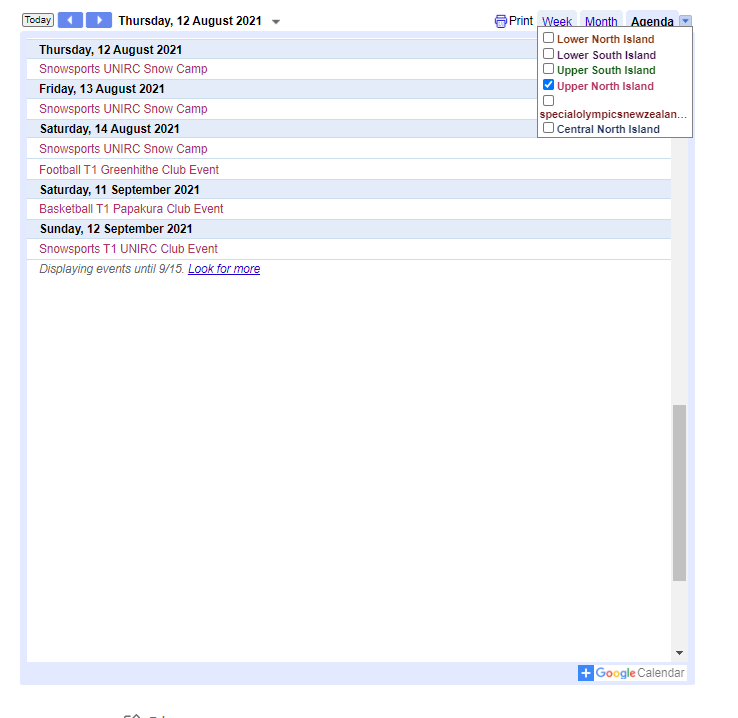 Today Thursday, 12 August 2021 Print Week Month Agenda
Lower North Island
Lower South Island
Upper South Island
Upper North Island
specialolympicsnewzealan...
Central North Island
Thursday, 12 August 2021
Snowsports UNIRC Snow Camp
Friday, 13 August 2021
Snowsports UNIRC Snow Camp
Saturday, 14 August 2021
Snowsports UNIRC Snow Camp
Football T1 Greenhithe Club Event
Saturday, 11 September 2021
Basketball T1 Papakura Club Event
Sunday, 12 September 2021
Snowsports T1 UNIRC Club Event
Displaying events until 9/15. Look for more
Google Calendar